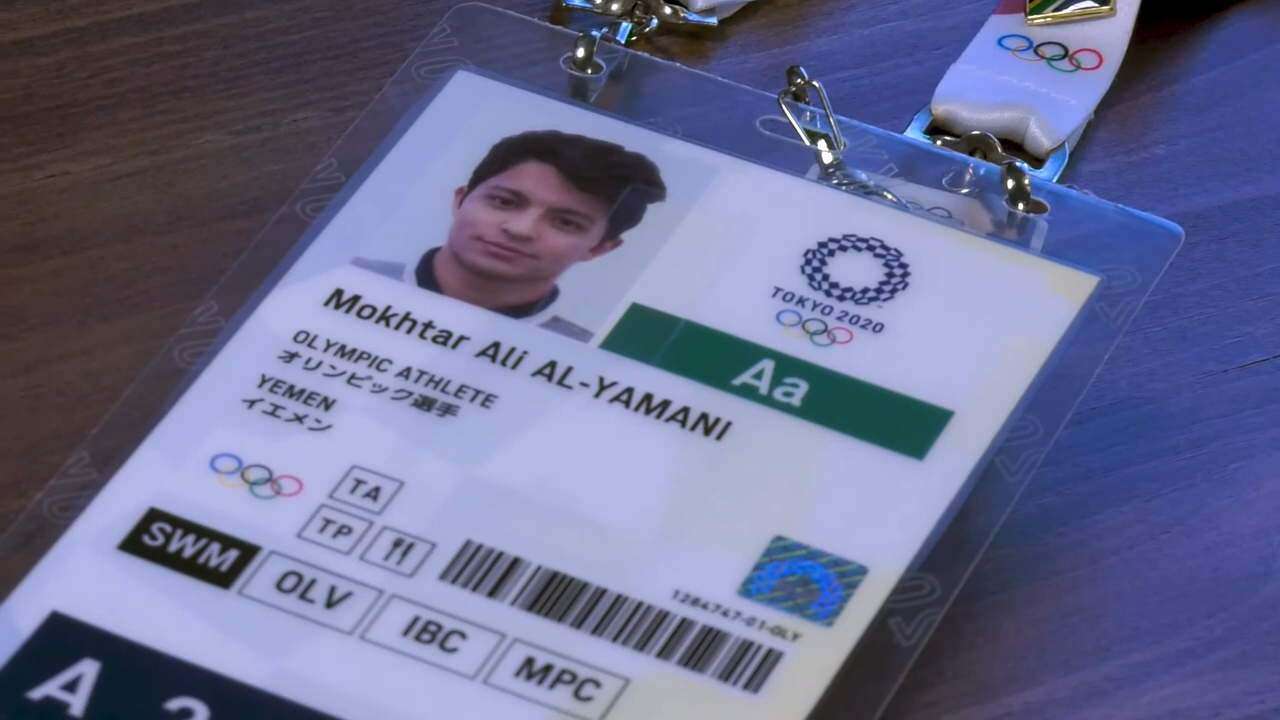 TOKYO 2020
Aa
Mokhtar Ali AL-YAMANI
OLYMPIC ATHLETE
オリンピック選手
YEMEN
イエメン
TA
TP
SWM OLV IBC MPC
1284747-01-OLY
A